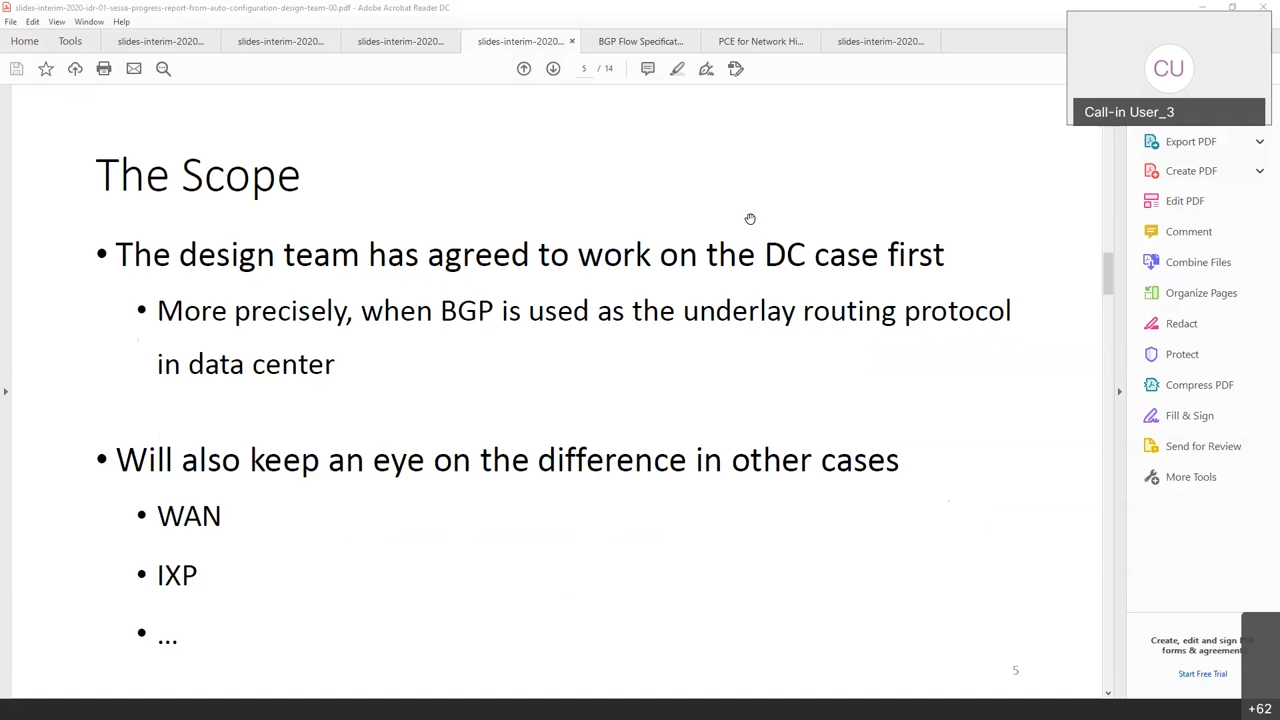 slides-interim-2020-idr-01-sessa-progress-report-from-auto-configuration-design-team-00.pdf - Adobe Acrobat Reader DC
File Edit View Window Help
Home Tools slides-interim-2020... slides-interim-2020... slides-interim-2020... slides-interim-2020... × BGP Flow Specificat... PCE for Network Hi... slides-interim-2020...
5 / 14
CU
Call-in User_3
Export PDF
Create PDF
Edit PDF
Comment
Combine Files
Organize Pages
Redact
Protect
Compress PDF
Fill & Sign
Send for Review
More Tools
The Scope
• The design team has agreed to work on the DC case first
• More precisely, when BGP is used as the underlay routing protocol
in data center
• Will also keep an eye on the difference in other cases
• WAN
• IXP
• ...
5
Create, edit and sign
forms & agreements
Start Free Trial
+62